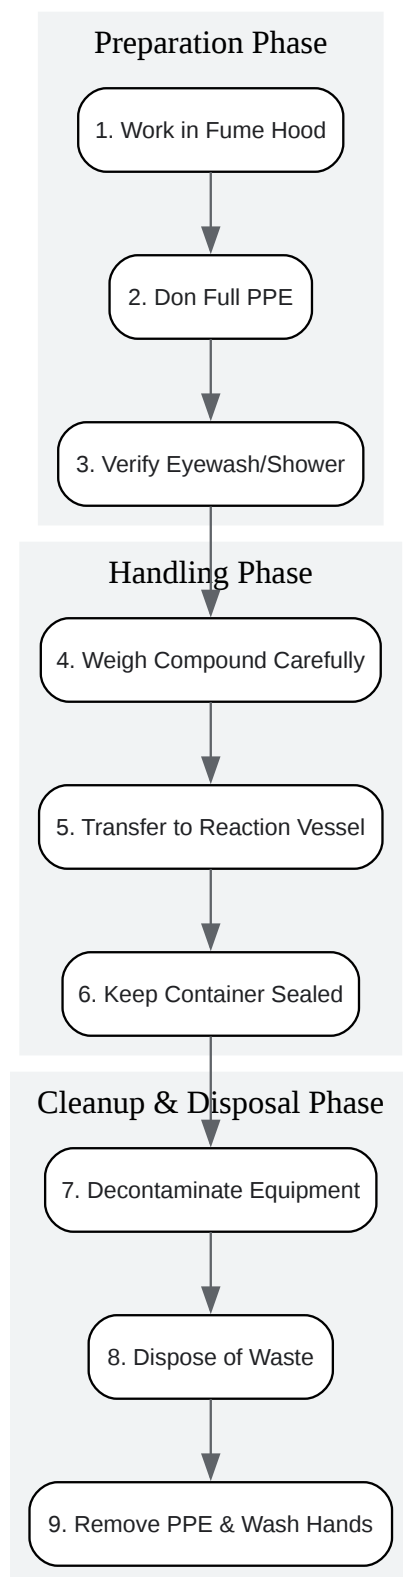 Preparation Phase
1. Work in Fume Hood
2. Don Full PPE
3. Verify Eyewash/Shower
Handling Phase
4. Weigh Compound Carefully
5. Transfer to Reaction Vessel
6. Keep Container Sealed
Cleanup & Disposal Phase
7. Decontaminate Equipment
8. Dispose of Waste
9. Remove PPE & Wash Hands